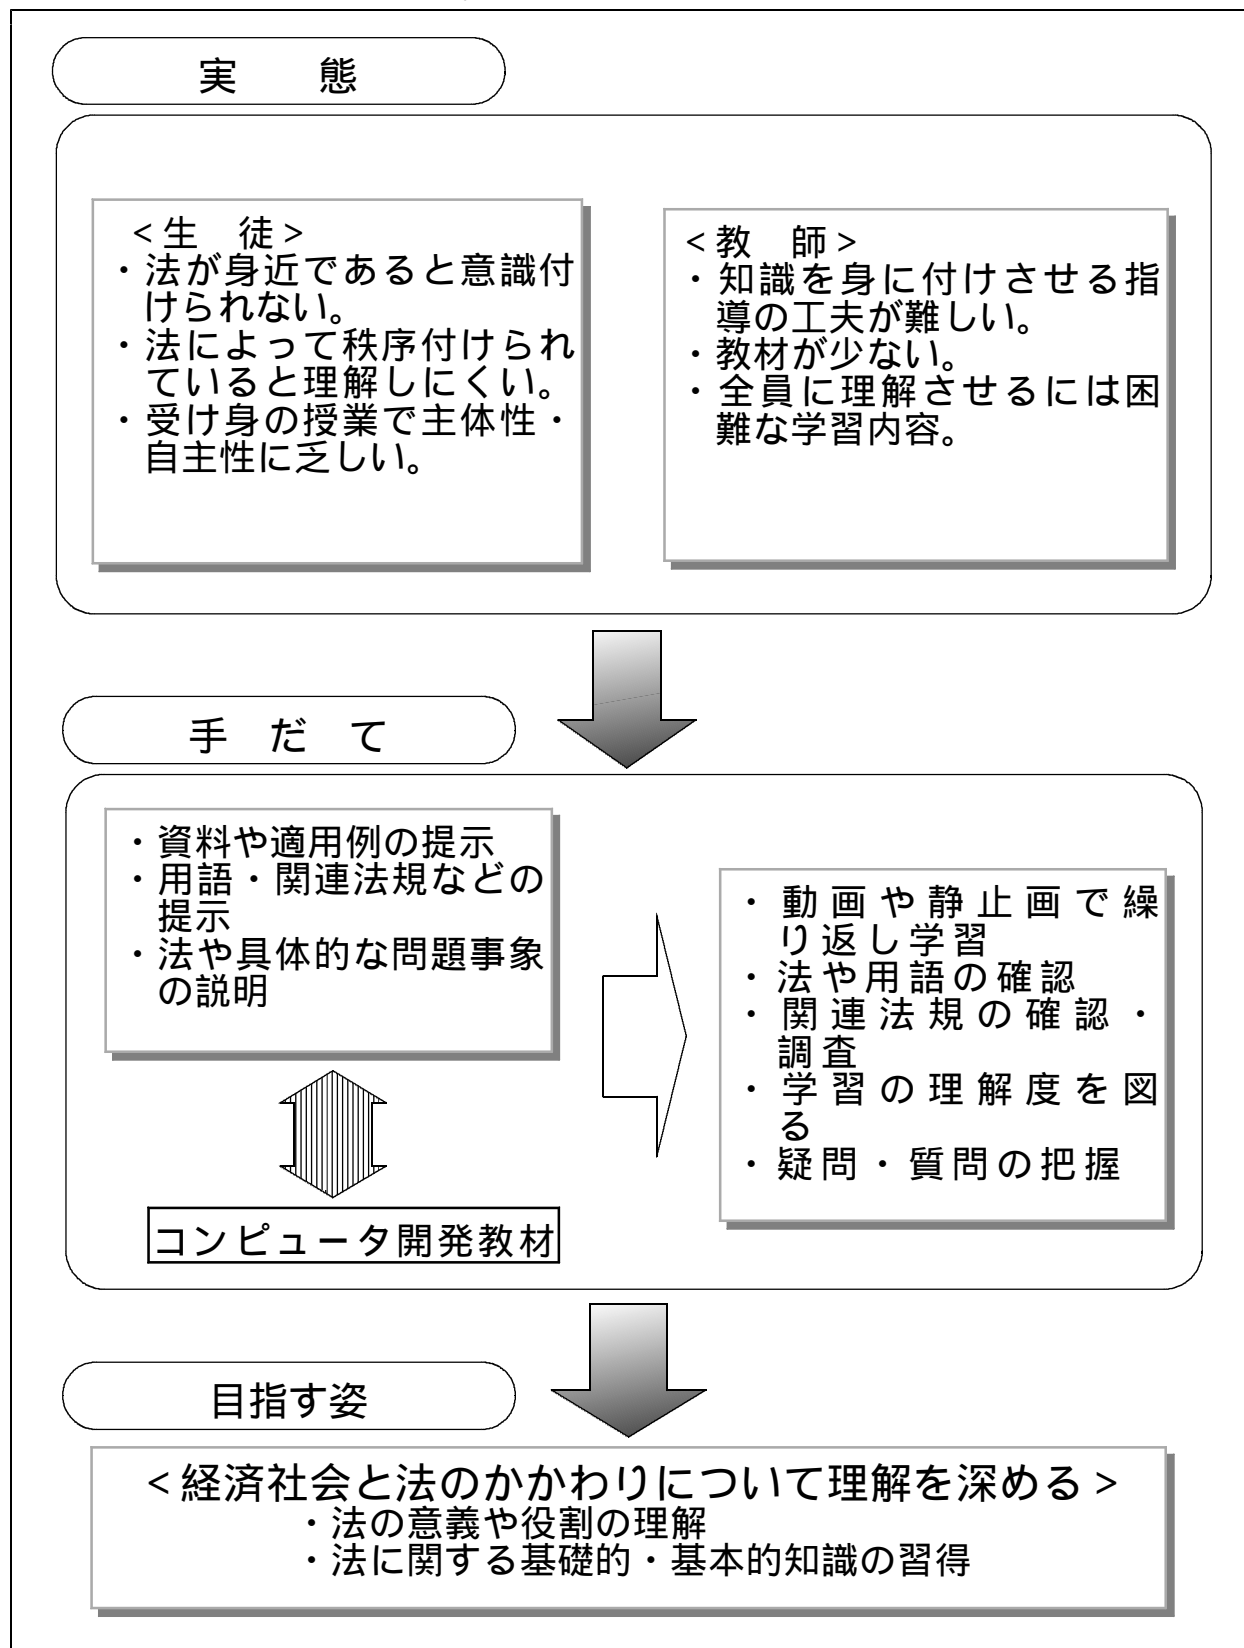 実　態
＜生　徒＞
・法が身近であると意識付
けられない。
・法によって秩序付けられ
ていると理解しにくい。
・受け身の授業で主体性・
自主性に乏しい。
＜教　師＞
・知識を身に付けさせる指
導の工夫が難しい。
・教材が少ない。
・全員に理解させるには困
難な学習内容。
手　だ　て
・資料や適用例の提示
・用語・関連法規などの
提示
・法や具体的な問題事象
の説明
コンピュータ開発教材
・動画や静止画で繰
り返し学習
・法や用語の確認
・関連法規の確認・
調査
・学習の理解度を図
る
・疑問・質問の把握
目指す姿
＜経済社会と法のかかわりについて理解を深める＞
・法の意義や役割の理解
・法に関する基礎的・基本的知識の習得